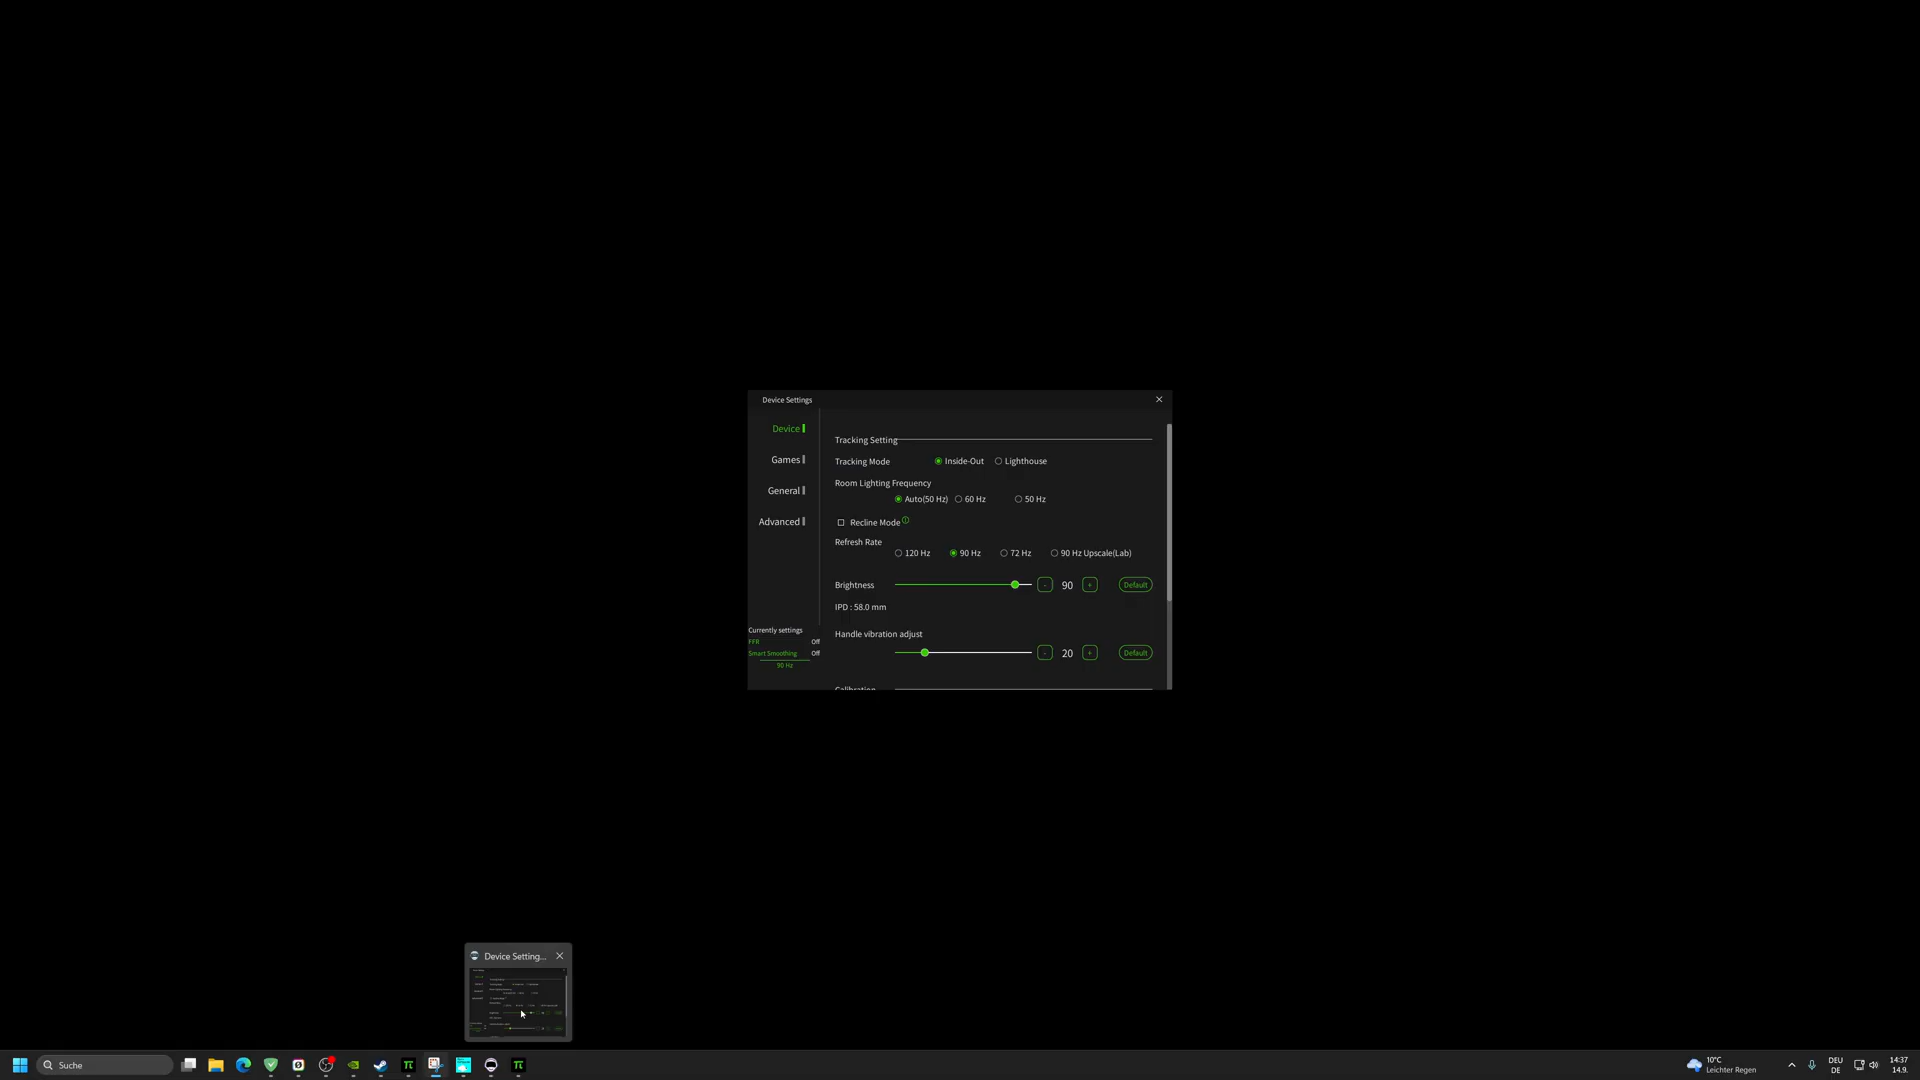 Device Settings
Device
Games
General
Advanced
Tracking Setting
Tracking Mode
Inside-Out
Lighthouse
Room Lighting Frequency
Auto(50 Hz)
60 Hz
50 Hz
Recline Mode
Refresh Rate
120 Hz
90 Hz
72 Hz
90 Hz Upscale(Lab)
Brightness
-
90
+
Default
IPD : 58.0 mm
Currently settings
FFR Off
Smart Smoothing Off
90 Hz
Handle vibration adjust
-
20
+
Default
Calibration
Device Setting...
Suche
10°C
Leichter Regen
DEU
DE
14:37
14.9.